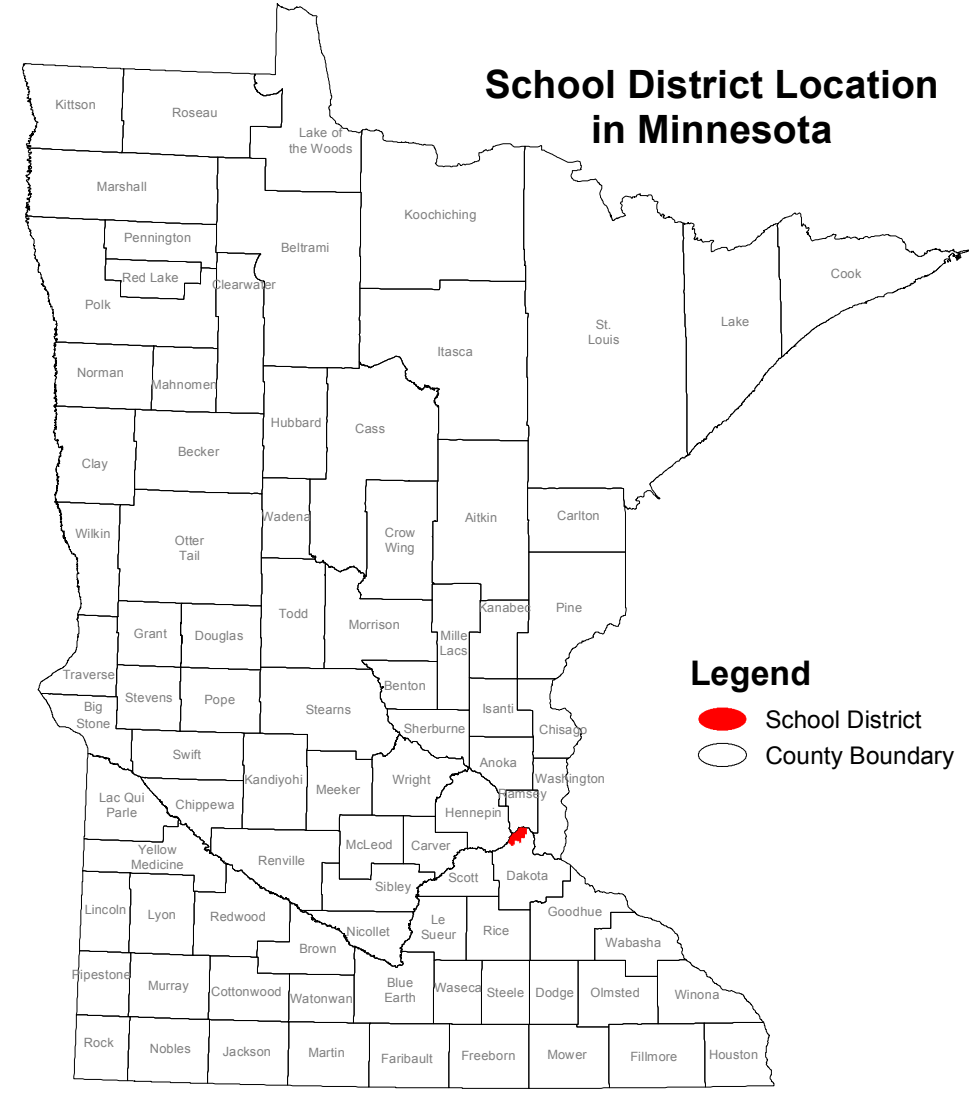 School District Location
in Minnesota
Kittson
Roseau
Lake of
the Woods
Marshall
Koochiching
Pennington
Beltrami
Cook
Red Lake
Clearwater
Polk
St.
Louis
Lake
Itasca
Norman
Mahnomen
Hubbard
Cass
Becker
Clay
Wadena
Aitkin
Carlton
Wilkin
Otter
Tail
Crow
Wing
Todd
Kanabec
Pine
Grant
Douglas
Morrison
Mille
Lacs
Traverse
Stevens
Pope
Benton
Big
Stone
Stearns
Isanti
Sherburne
Chisago
Legend
School District
County Boundary
Swift
Kandiyohi
Meeker
Wright
Anoka
Washington
Ramsey
Lac Qui
Parle
Chippewa
Hennepin
Yellow
Medicine
Renville
McLeod
Carver
Scott
Dakota
Sibley
Lincoln
Lyon
Redwood
Nicollet
Le
Sueur
Rice
Goodhue
Brown
Wabasha
Pipestone
Murray
Cottonwood
Watonwan
Blue
Earth
Waseca
Steele
Dodge
Olmsted
Winona
Rock
Nobles
Jackson
Martin
Faribault
Freeborn
Mower
Fillmore
Houston